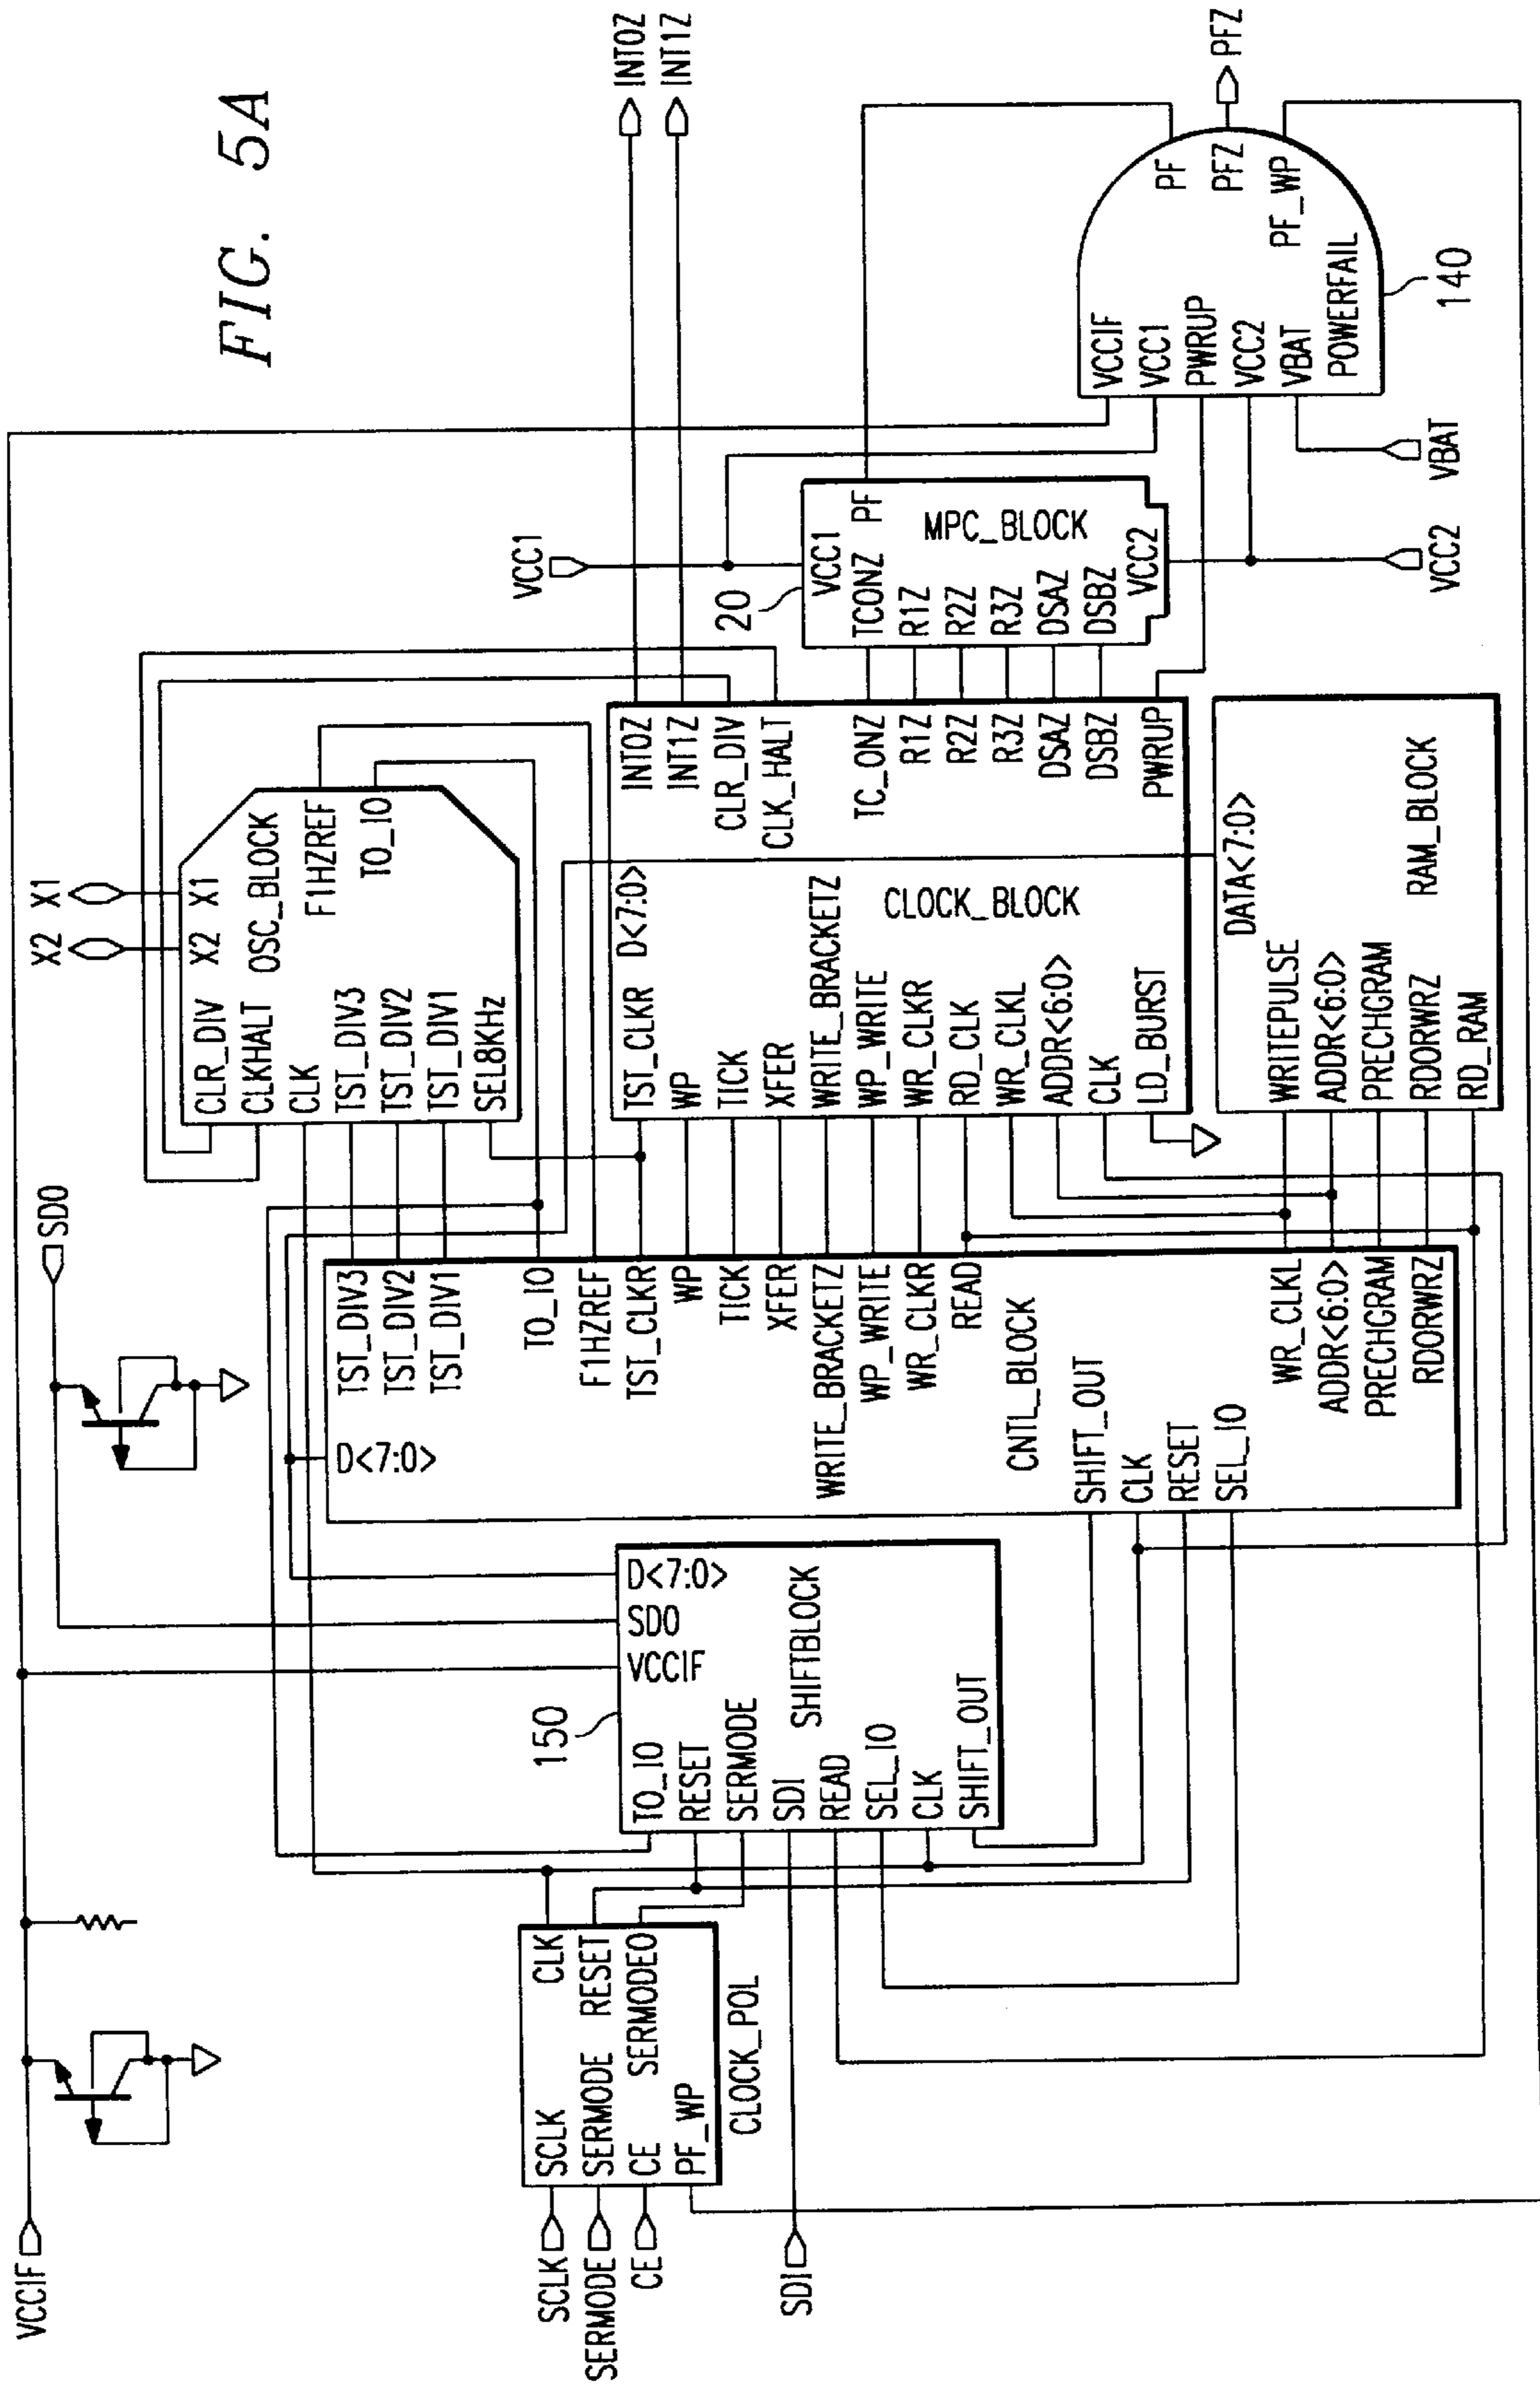 FIG. 5A
VCCIF
SDO
X2
X1
VCC1
INT0Z
INT1Z
SCLK
SERMODE
CE
SDI
SCLK
SERMODE
CE
PF_WP
CLK
RESET
SERMODEO
CLOCK_POL
150
TO_IO
RESET
SERMODE
SDI
READ
SEL_IO
CLK
SHIFT_OUT
VCCIF
SDO
D<7:0>
SHIFTBLOCK
D<7:0>
SHIFT_OUT
CLK
RESET
SEL_IO
CNTL_BLOCK
TST_DIV3
TST_DIV2
TST_DIV1
TO_IO
F1HZREF
TST_CLKR
WP
TICK
XFER
WRITE_BRACKETZ
WP_WRITE
WR_CLKR
READ
WR_CLKL
ADDR<6:0>
PRECHGRAM
RDORWRZ
CLR_DIV
CLKHALT
CLK
TST_DIV3
TST_DIV2
TST_DIV1
SEL8KHz
X2
X1
OSC_BLOCK
F1HZREF
TO_IO
TST_CLKR
WP
TICK
XFER
WRITE_BRACKETZ
WP_WRITE
WR_CLKR
RD_CLK
WR_CLKL
ADDR<6:0>
CLK
LD_BURST
D<7:0>
CLOCK_BLOCK
INT0Z
INT1Z
CLR_DIV
CLK_HALT
TC_ONZ
R1Z
R2Z
R3Z
DSAZ
DSBZ
PWRUP
WRITEPULSE
ADDR<6:0>
PRECHGRAM
RDORWRZ
RD_RAM
DATA<7:0>
RAM_BLOCK
20
VCC1
TCONZ
R1Z
R2Z
R3Z
DSAZ
DSBZ
VCC2
PF
MPC_BLOCK
VCC2
VBAT
VCCIF
VCC1
PWRUP
VCC2
VBAT
POWERFAIL
PF
PFZ
PF_WP
140
PFZ